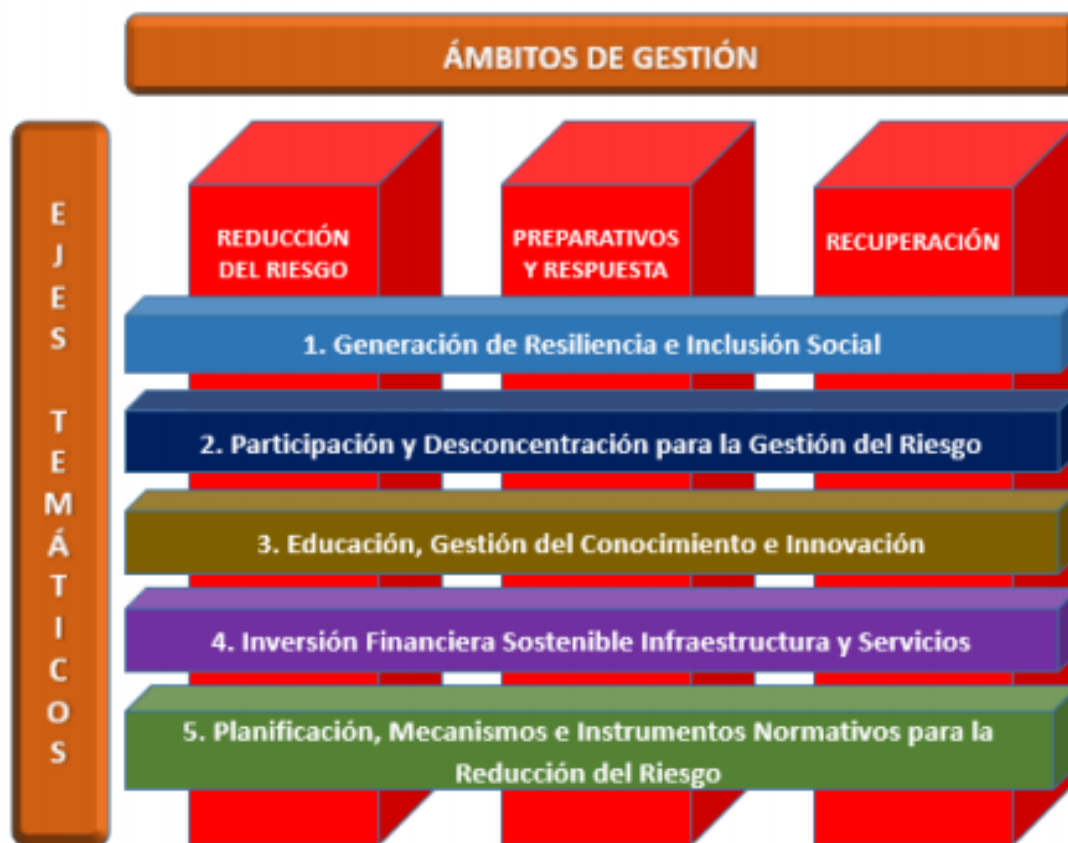 ÁMBITOS DE GESTIÓN
EJES TEMÁTICOS
REDUCCIÓN
DEL RIESGO
PREPARATIVOS
Y RESPUESTA
RECUPERACIÓN
1. Generación de Resiliencia e Inclusión Social
2. Participación y Desconcentración para la Gestión del Riesgo
3. Educación, Gestión del Conocimiento e Innovación
4. Inversión Financiera Sostenible Infraestructura y Servicios
5. Planificación, Mecanismos e Instrumentos Normativos para la
Reducción del Riesgo